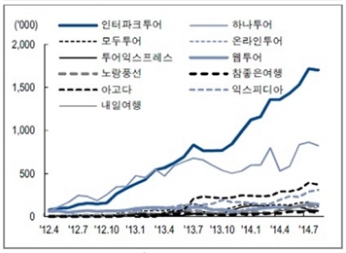 ('000)
인터파크투어 하나투어
모두투어 온라인투어
투어익스프레스 웹투어
노랑풍선 참좋은여행
아고다 익스피디아
내일여행
2,000
1,500
1,000
500
0
'12.4 '12.7 '12.10 '13.1 '13.4 '13.7 '13.10 '14.1 '14.4 '14.7